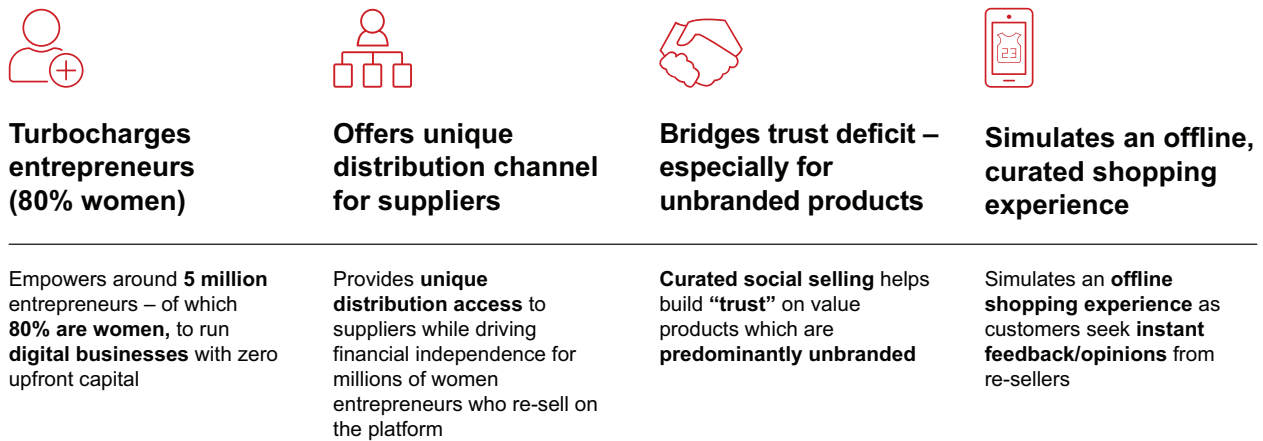 23
Turbocharges
entrepreneurs
(80% women)
Offers unique
distribution channel
for suppliers
Bridges trust deficit –
especially for
unbranded products
Simulates an offline,
curated shopping
experience
Empowers around 5 million
entrepreneurs – of which
80% are women, to run
digital businesses with zero
upfront capital
Provides unique
distribution access to
suppliers while driving
financial independence for
millions of women
entrepreneurs who re-sell on
the platform
Curated social selling helps
build “trust” on value
products which are
predominantly unbranded
Simulates an offline
shopping experience as
customers seek instant
feedback/opinions from
re-sellers